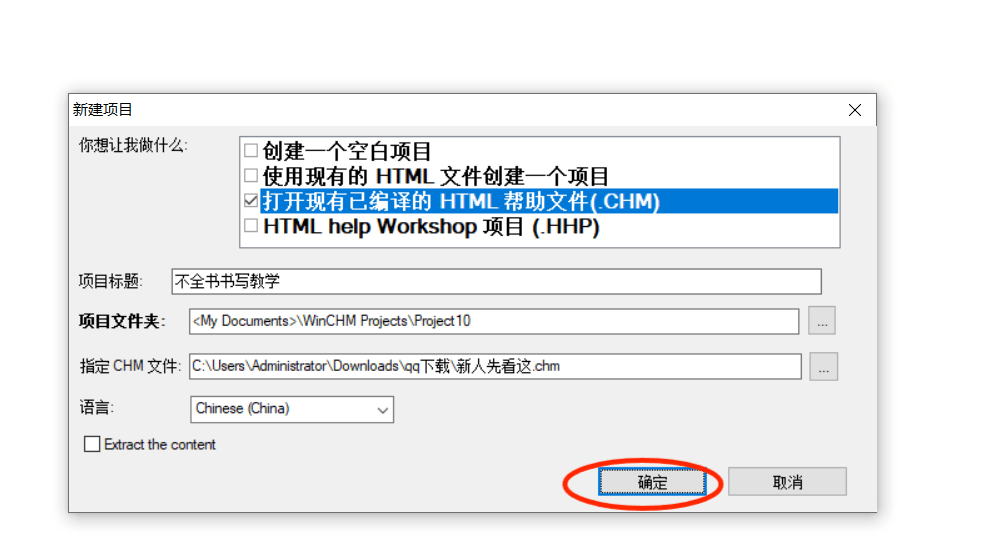 新建项目
你想让我做什么:
创建一个空白项目
使用现有的 HTML 文件创建一个项目
打开现有已编译的 HTML 帮助文件(.CHM)
HTML help Workshop 项目 (.HHP)
项目标题: 不全书书写教学
项目文件夹: <My Documents>\WinCHM Projects\Project10 ...
指定 CHM 文件: C:\Users\Administrator\Downloads\qq下载\新人先看这.chm ...
语言: Chinese (China)
Extract the content
确定 取消